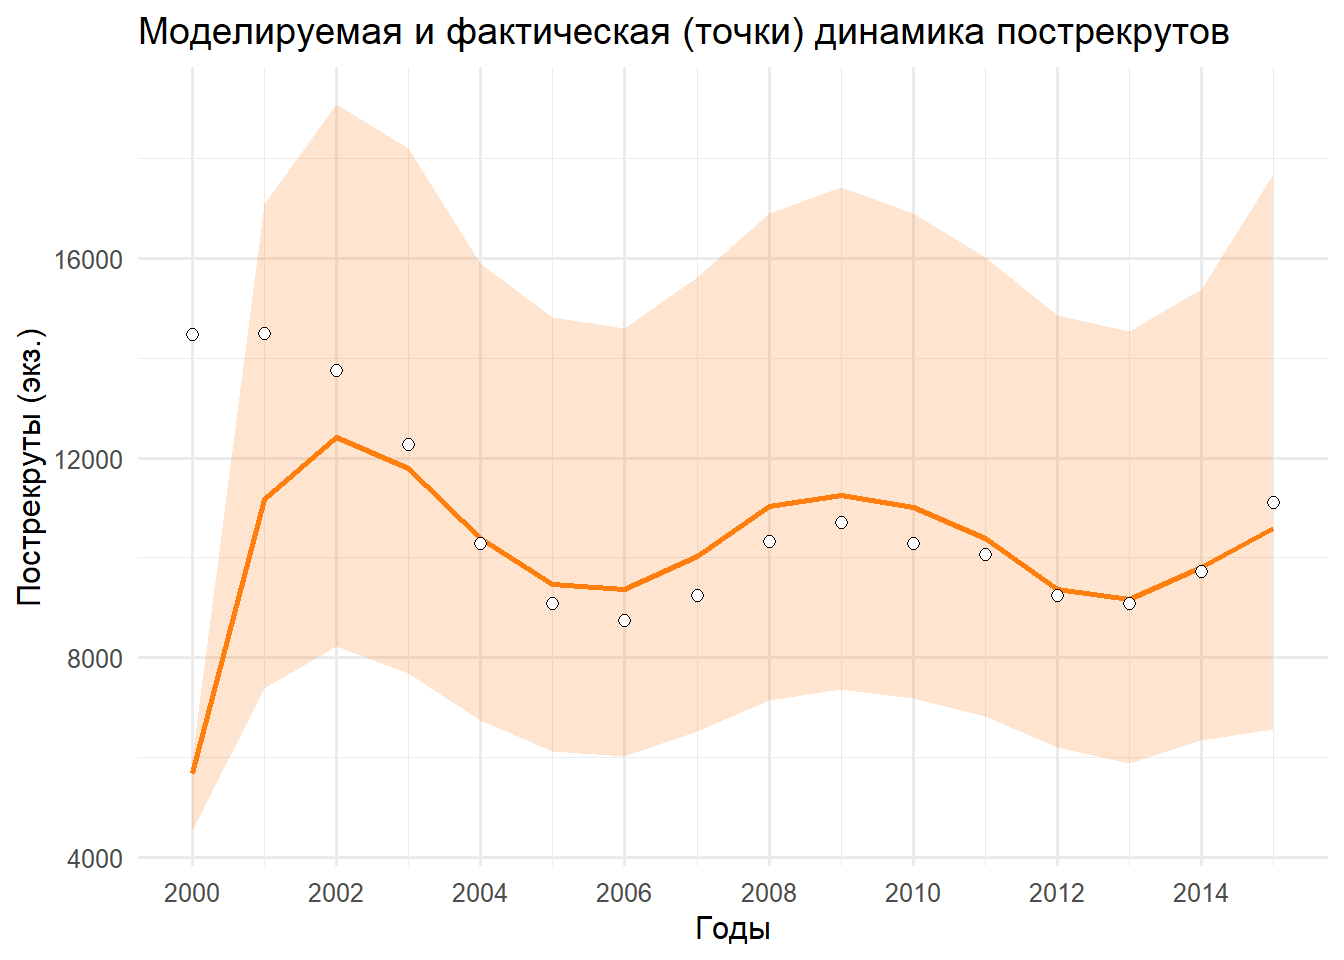 Моделируемая и фактическая (точки) динамика пострекрутов
Пострекруты (экз.)
16000
12000
8000
4000
2000 2002 2004 2006 2008 2010 2012 2014
Годы